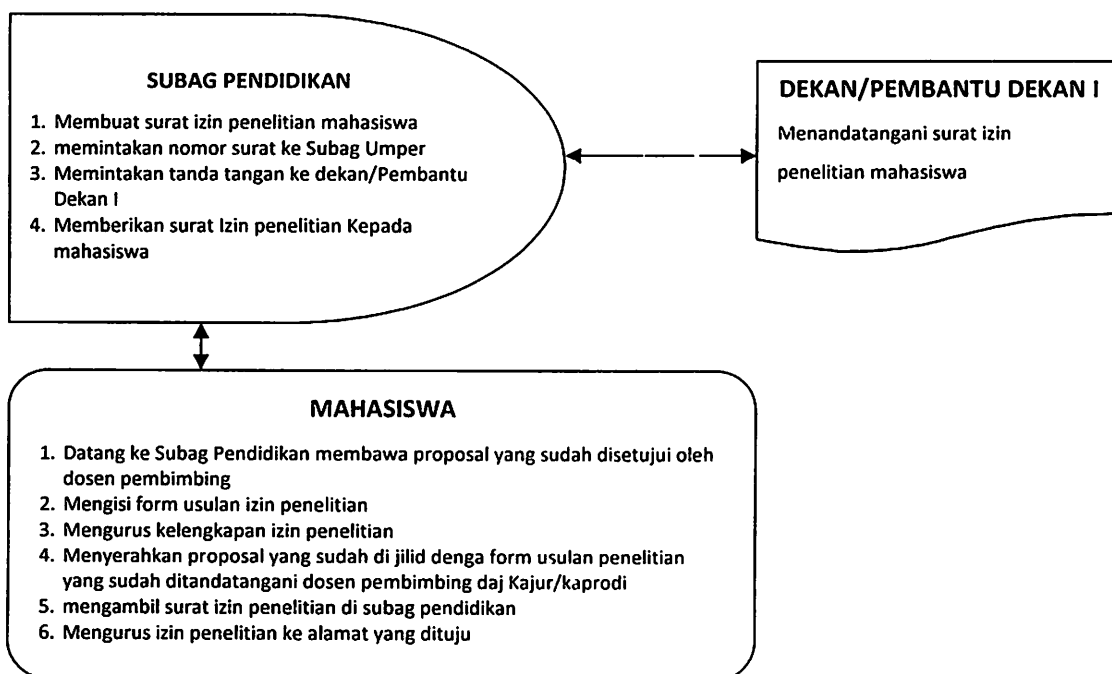 SUBAG PENDIDIKAN
1. Membuat surat izin penelitian mahasiswa
2. memintakan nomor surat ke Subag Umper
3. Memintakan tanda tangan ke dekan/Pembantu
Dekan I
4. Memberikan surat Izin penelitian Kepada
mahasiswa
DEKAN/PEMBANTU DEKAN I
Menandatangani surat izin
penelitian mahasiswa
MAHASISWA
1. Datang ke Subag Pendidikan membawa proposal yang sudah disetujui oleh
dosen pembimbing
2. Mengisi form usulan izin penelitian
3. Mengurus kelengkapan izin penelitian
4. Menyerahkan proposal yang sudah di jilid denga form usulan penelitian
yang sudah ditandatangani dosen pembimbing daj Kajur/kaprodi
5. mengambil surat izin penelitian di subag pendidikan
6. Mengurus izin penelitian ke alamat yang dituju